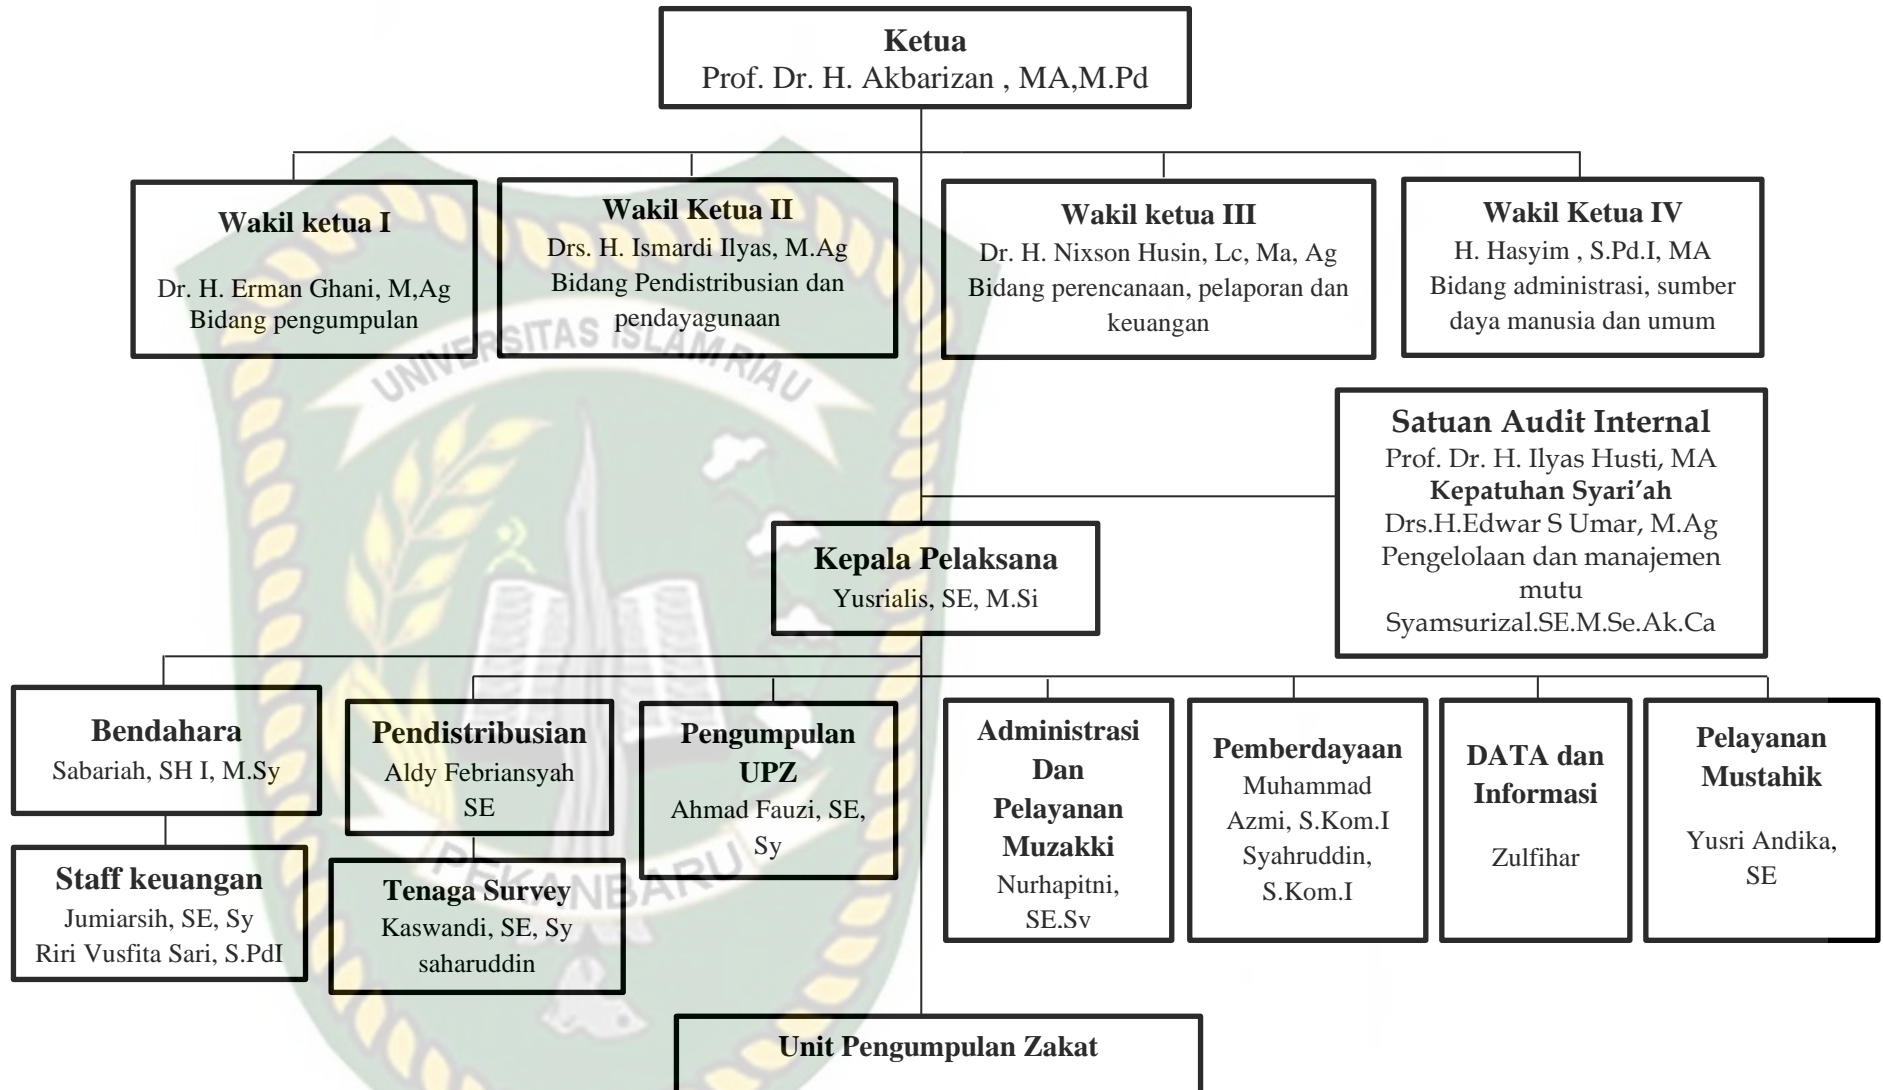 Ketua
Prof. Dr. H. Akbarizan , MA,M.Pd
Wakil ketua I
Dr. H. Erman Ghani, M,Ag
Bidang pengumpulan
Wakil Ketua II
Drs. H. Ismardi Ilyas, M.Ag
Bidang Pendistribusian dan
pendayagunaan
Wakil ketua III
Dr. H. Nixson Husin, Lc, Ma, Ag
Bidang perencanaan, pelaporan dan
keuangan
Wakil Ketua IV
H. Hasyim , S.Pd.I, MA
Bidang administrasi, sumber
daya manusia dan umum
UNIVERSITAS ISLAM RIAU
Satuan Audit Internal
Prof. Dr. H. Ilyas Husti, MA
Kepatuhan Syari’ah
Drs.H.Edwar S Umar, M.Ag
Pengelolaan dan manajemen
mutu
Syamsurizal.SE.M.Se.Ak.Ca
Kepala Pelaksana
Yusrialis, SE, M.Si
Bendahara
Sabariah, SH I, M.Sy
Staff keuangan
Jumiarsih, SE, Sy
Riri Vusfita Sari, S.PdI
Pendistribusian
Aldy Febriansyah
SE
Tenaga Survey
Kaswandi, SE, Sy
saharuddin
Pengumpulan
UPZ
Ahmad Fauzi, SE,
Sy
Administrasi
Dan
Pelayanan
Muzakki
Nurhapitni,
SE.Sy
Pemberdayaan
Muhammad
Azmi, S.Kom.I
Syahruddin,
S.Kom.I
DATA dan
Informasi
Zulfihar
Pelayanan
Mustahik
Yusri Andika,
SE
PEKANBARU
Unit Pengumpulan Zakat